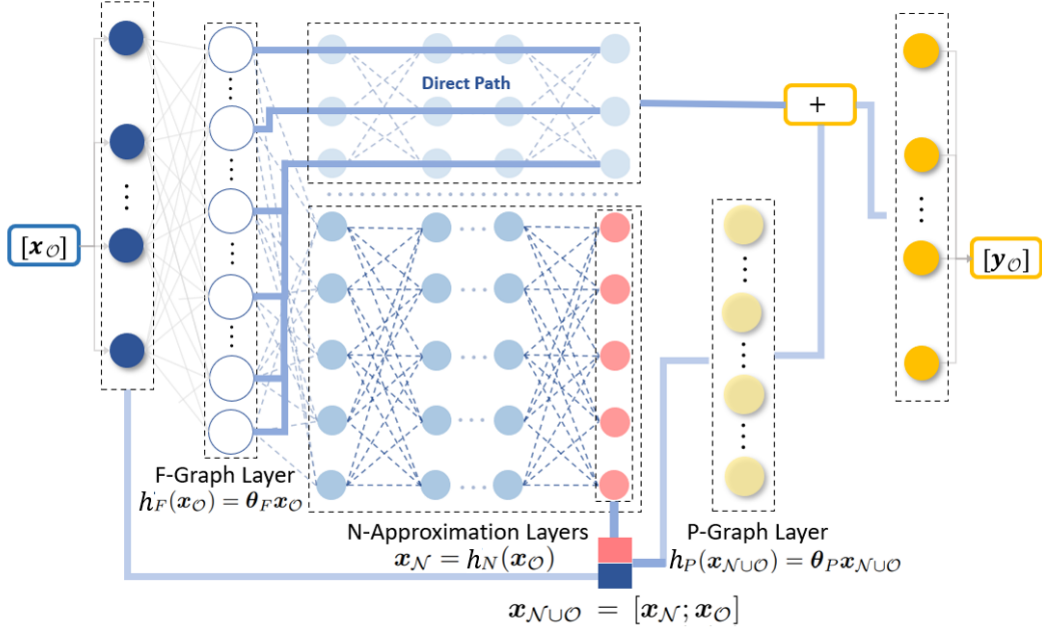 Direct Path
+
[𝒙_𝒪]
[𝒚_𝒪]
F-Graph Layer
h_F(𝒙_𝒪) = 𝜽_F 𝒙_𝒪
N-Approximation Layers
𝒙_𝒩 = h_N(𝒙_𝒪)
P-Graph Layer
h_P(𝒙_𝒩∪𝒪) = 𝜽_P 𝒙_𝒩∪𝒪
𝒙_𝒩∪𝒪 = [𝒙_𝒩; 𝒙_𝒪]